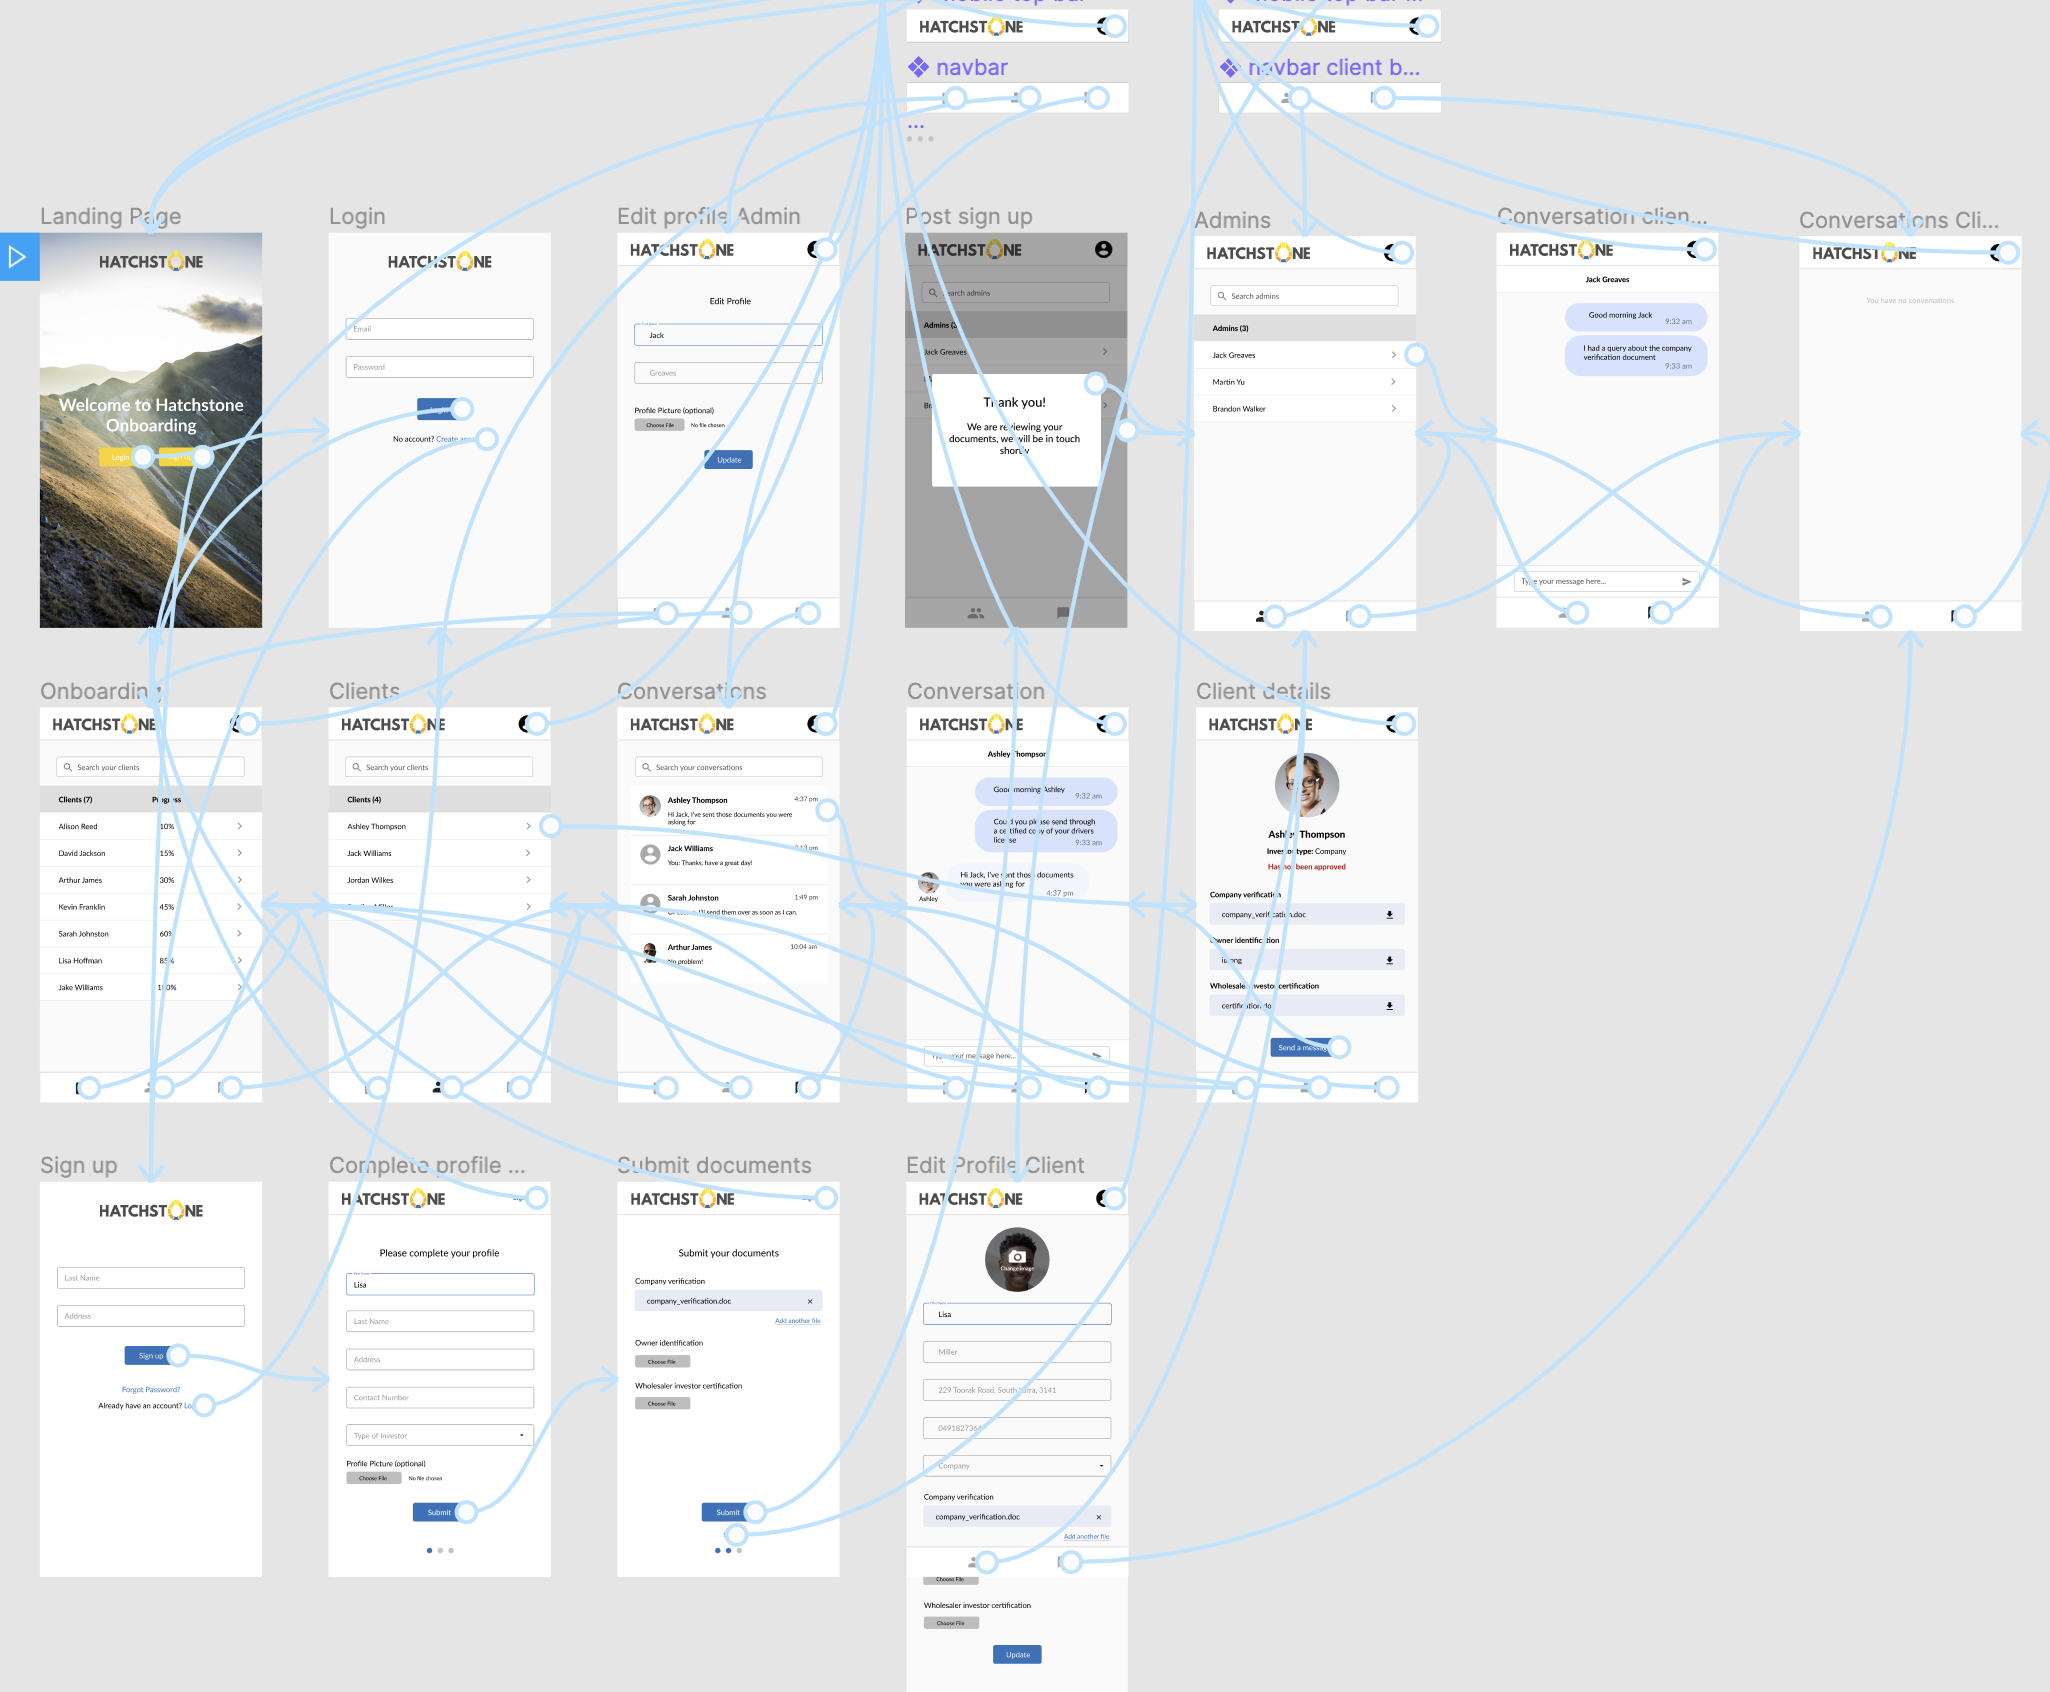 HATCHSTONE
HATCHSTONE
navbar
navbar client b...
...
Landing Page
HATCHSTONE
Welcome to Hatchstone
Onboarding
Login
Login
HATCHSTONE
Email
Password
No account?
Edit profile Admin
HATCHSTONE
Edit Profile
Jack
Greaves
Profile Picture (optional)
Choose File
No file chosen
Update
Post sign up
HATCHSTONE
Search admins
Admins (3
Jack Greaves
Thank you!
We are reviewing your
documents, we will be in touch
shortly
Admins
HATCHSTONE
Search admins
Admins (3)
Jack Greaves
Martin Yu
Brandon Walker
Conversation clien...
HATCHSTONE
Jack Greaves
Good morning Jack
9:32 am
I had a query about the company
verification document
9:33 am
Type your message here...
Conversations Cli...
HATCHSTONE
You have no conversations
Onboarding
HATCHSTONE
Search your clients
Clients (7) Progress
Alison Reed 10%
David Jackson 15%
Arthur James 30%
Kevin Franklin 45%
Sarah Johnston 60%
Lisa Hoffman 85%
Jake Williams 100%
Clients
HATCHSTONE
Search your clients
Clients (4)
Ashley Thompson
Jack Williams
Jordan Wilkes
Conversations
HATCHSTONE
Search your conversations
Ashley Thompson 4:37 pm
Hi Jack, I've sent those documents you were
asking for
Jack Williams
You: Thanks, have a great day!
Sarah Johnston 1:49 pm
I'll send them over as soon as I can.
Arthur James 10:04 am
No problem!
Conversation
HATCHSTONE
Ashley Thompson
Good morning Ashley
9:32 am
Could you please send through
a certified copy of your drivers
license
9:33 am
Hi Jack, I've sent those documents
you were asking for
4:37 pm
Ashley
Type your message here...
Client details
HATCHSTONE
Ashley Thompson
Investor type: Company
Has not been approved
Company verification
company_verification.doc
Owner identification
id.png
Wholesaler investor certification
certification.do
Send a message
Sign up
HATCHSTONE
Last Name
Address
Sign up
Forgot Password?
Already have an account?
Complete profile ...
HATCHSTONE
Please complete your profile
First Name
Lisa
Last Name
Address
Contact Number
Type of Investor
Profile Picture (optional)
Choose File
No file chosen
Submit
Submit documents
HATCHSTONE
Submit your documents
Company verification
company_verification.doc
Add another file
Owner identification
Choose File
Wholesaler investor certification
Choose File
Submit
Edit Profile Client
HATCHSTONE
Change image
Lisa
Miller
229 Toorak Road, South Yarra, 3141
049182736
Company
Company verification
company_verification.doc
Add another file
Choose File
Wholesaler investor certification
Choose File
Update